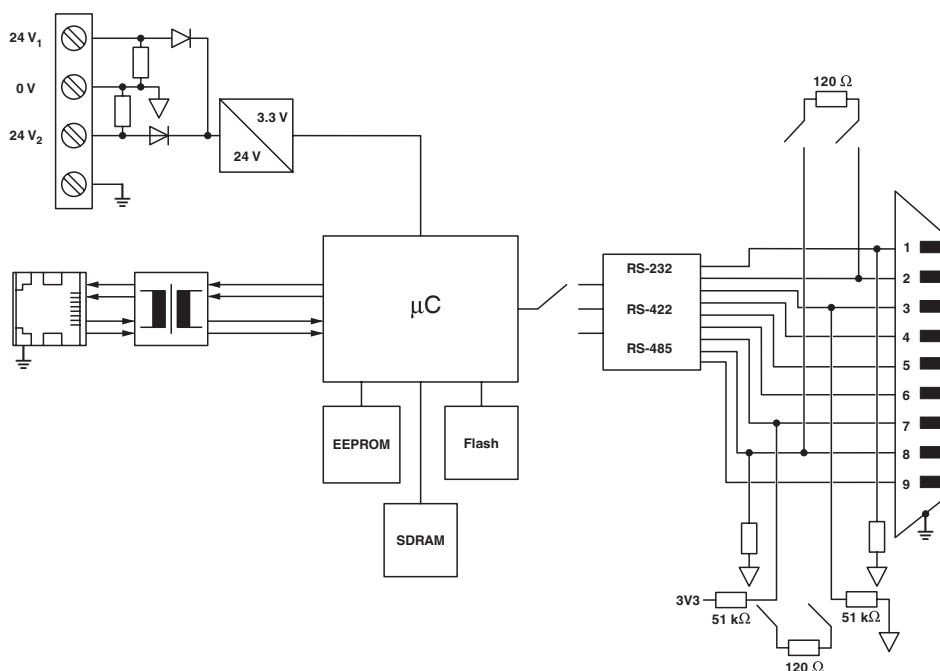 24 V1
0 V
24 V2
3.3 V
24 V
µC
EEPROM
Flash
SDRAM
RS-232
RS-422
RS-485
120 Ω
1
2
3
4
5
6
7
8
9
3V3
51 kΩ
51 kΩ
120 Ω